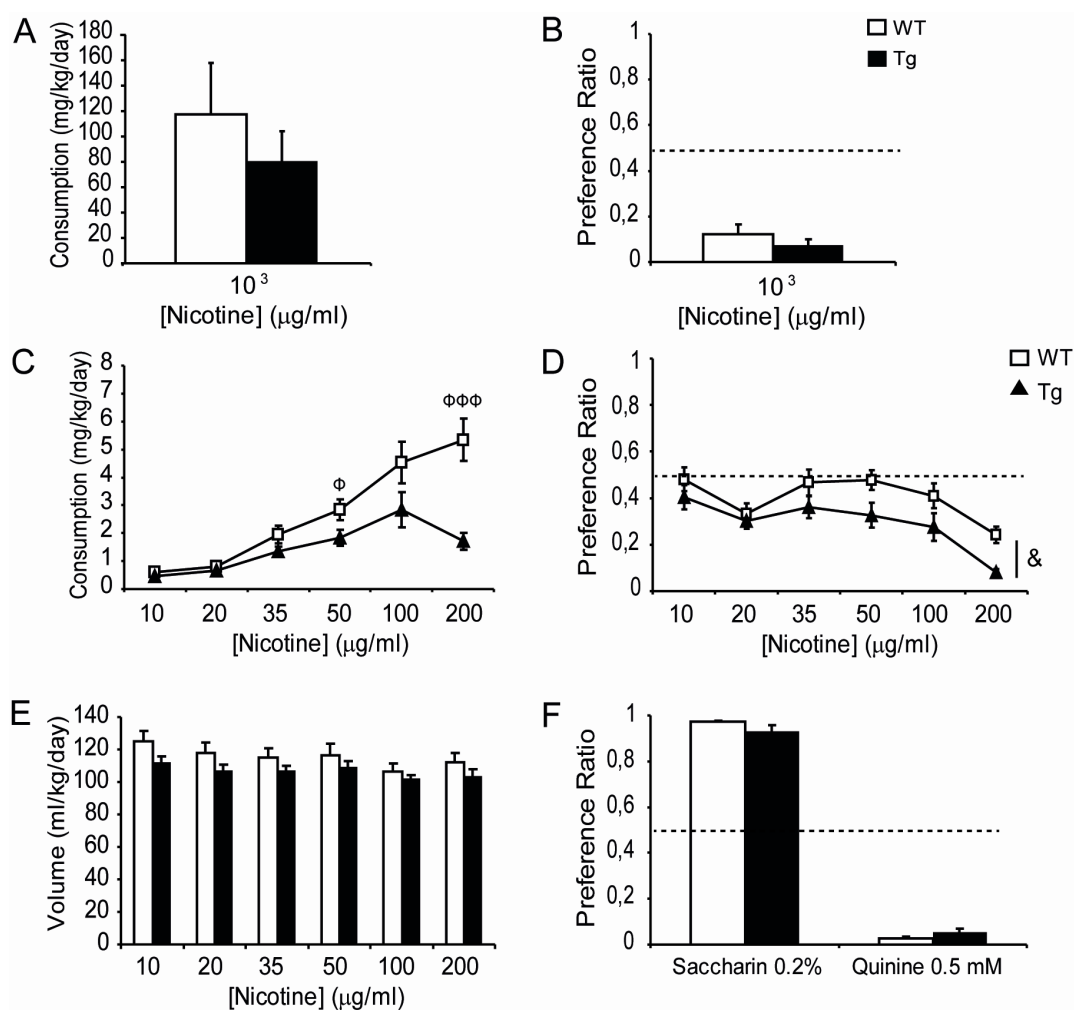 A
Consumption (mg/kg/day)
180
160
140
120
100
80
60
40
20
0
10 3
[Nicotine] (μg/ml)
B
Preference Ratio
1
0,8
0,6
0,4
0,2
0
10 3
[Nicotine] (μg/ml)
WT
Tg
C
Consumption (mg/kg/day)
8
7
6
5
4
3
2
1
0
Φ
ΦΦΦ
10 20 35 50 100 200
[Nicotine] (μg/ml)
D
Preference Ratio
1
0,8
0,6
0,4
0,2
0
&
10 20 35 50 100 200
[Nicotine] (μg/ml)
WT
Tg
E
Volume (ml/kg/day)
140
120
100
80
60
40
20
0
10 20 35 50 100 200
[Nicotine] (μg/ml)
F
Preference Ratio
1
0,8
0,6
0,4
0,2
0
Saccharin 0.2% Quinine 0.5 mM